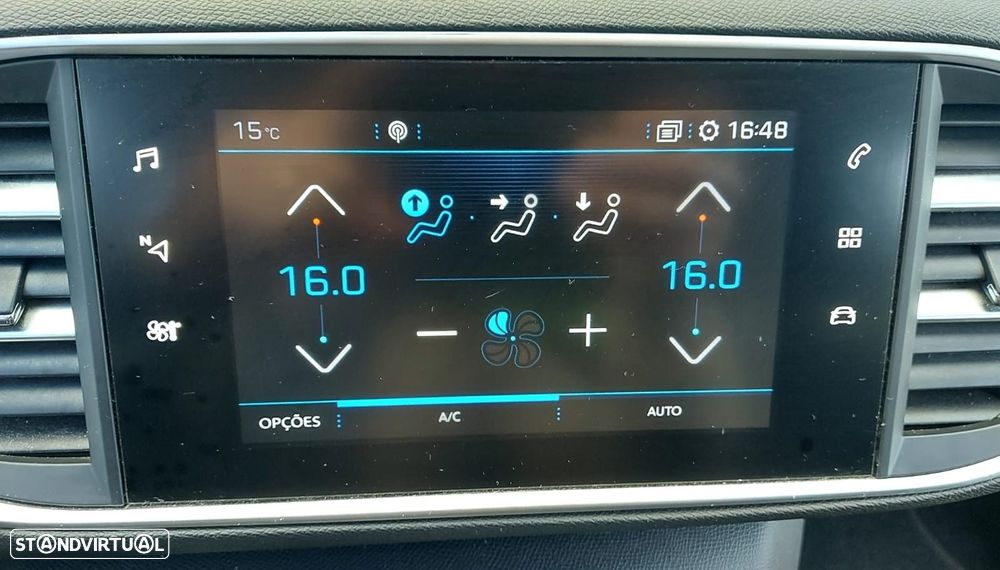 15°C
16:48
N
16.0
16.0
OPÇÕES
A/C
AUTO
STANDVIRTUAL